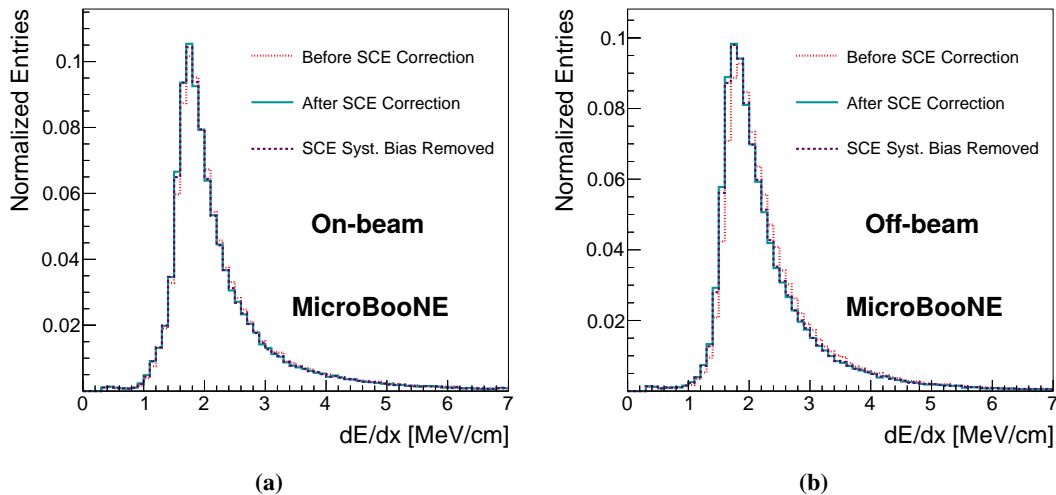 Normalized Entries
0.1
0.08
0.06
0.04
0.02
Before SCE Correction
After SCE Correction
SCE Syst. Bias Removed
On-beam
MicroBooNE
0 1 2 3 4 5 6 7
dE/dx [MeV/cm]
(a)
Normalized Entries
0.1
0.08
0.06
0.04
0.02
Before SCE Correction
After SCE Correction
SCE Syst. Bias Removed
Off-beam
MicroBooNE
0 1 2 3 4 5 6 7
dE/dx [MeV/cm]
(b)